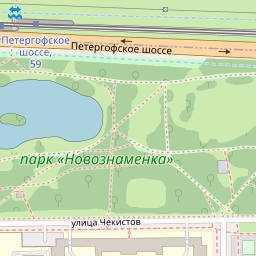 Петергофское
шоссе,
59
Петергофское шоссе
парк «Новознаменка»
улица Чекистов